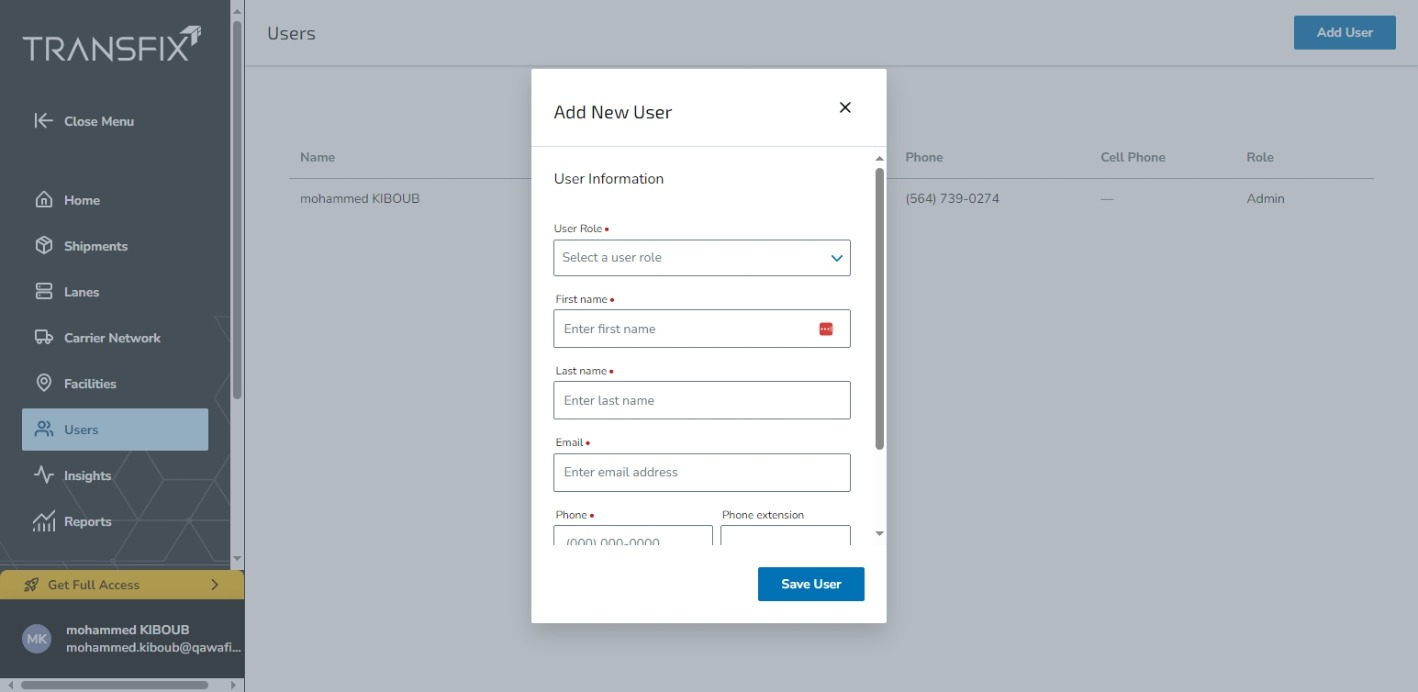 TRANSFIX
Close Menu
Home
Shipments
Lanes
Carrier Network
Facilities
Users
Insights
Reports
Get Full Access
MK
mohammed KIBOUB
mohammed.kiboub@qawafi...
Users
Add User
Name
Phone
Cell Phone
Role
mohammed KIBOUB
(564) 739-0274
—
Admin
Add New User
User Information
User Role •
Select a user role
First name •
Enter first name
Last name •
Enter last name
Email •
Enter email address
Phone •
Phone extension
(000) 000-0000
Save User